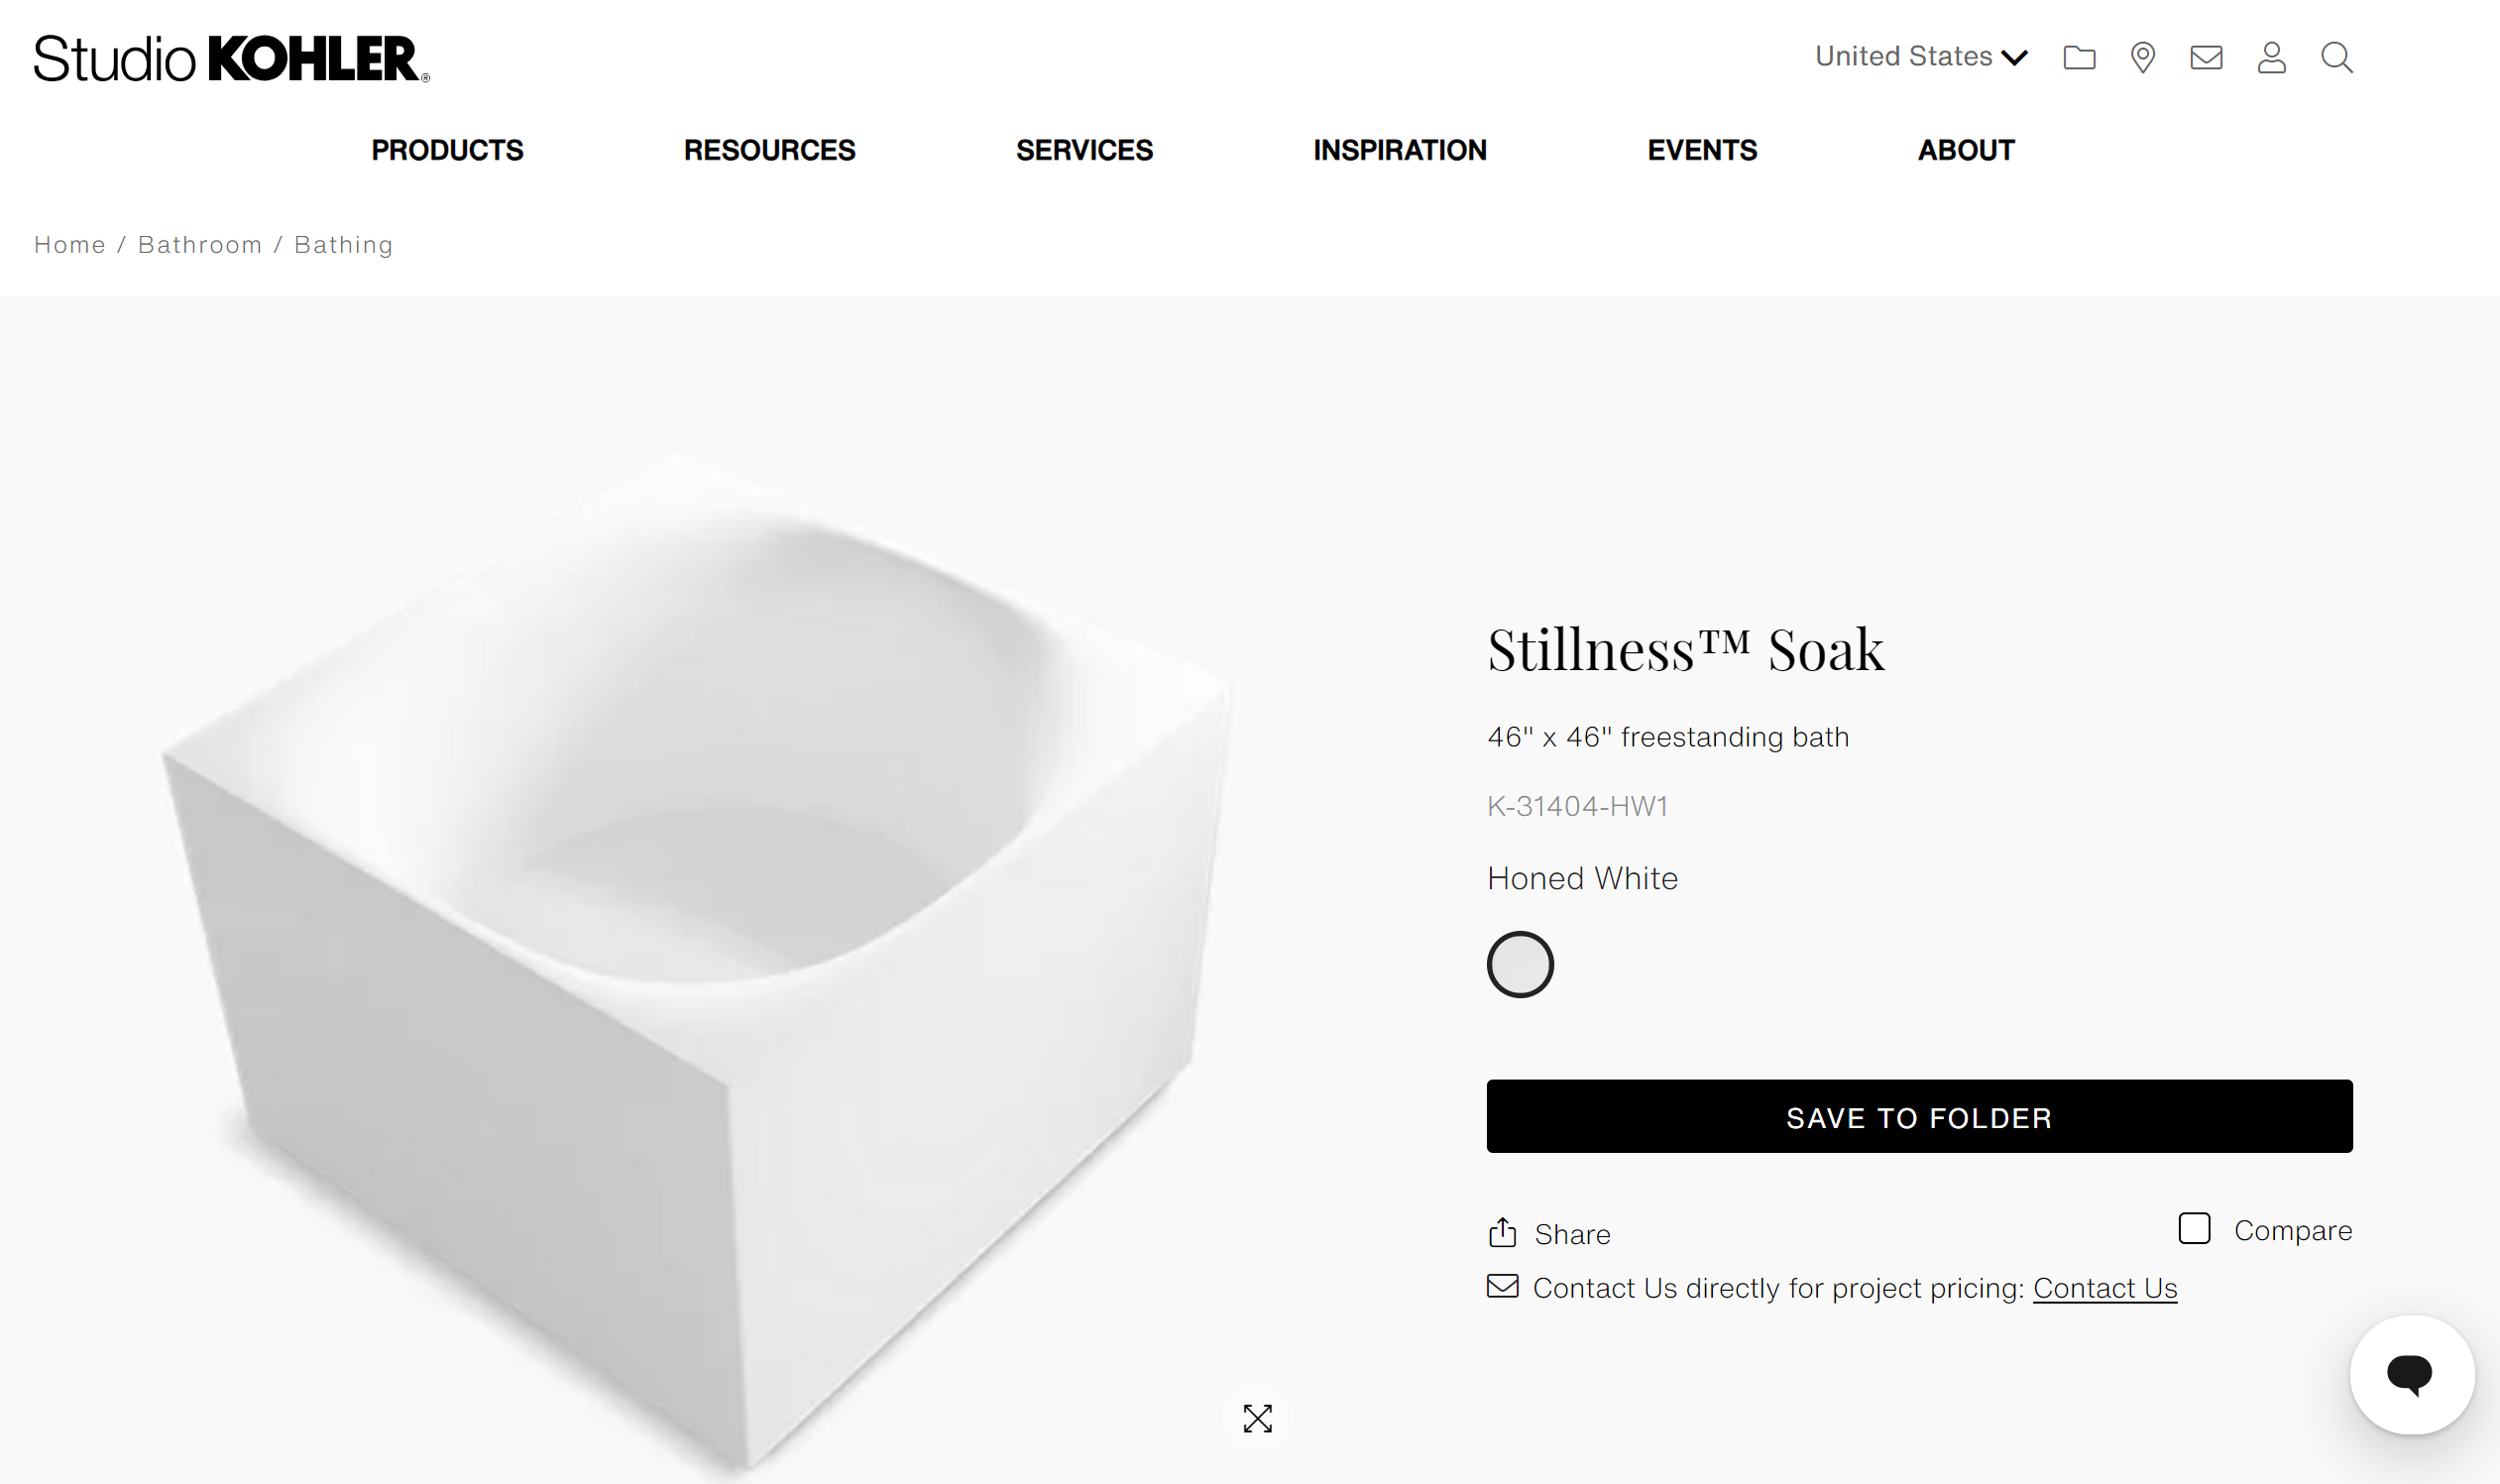 Studio KOHLER®
United States
PRODUCTS RESOURCES SERVICES INSPIRATION EVENTS ABOUT
Home / Bathroom / Bathing
Stillness™ Soak
46" x 46" freestanding bath
K-31404-HW1
Honed White
SAVE TO FOLDER
Share Compare
Contact Us directly for project pricing: Contact Us